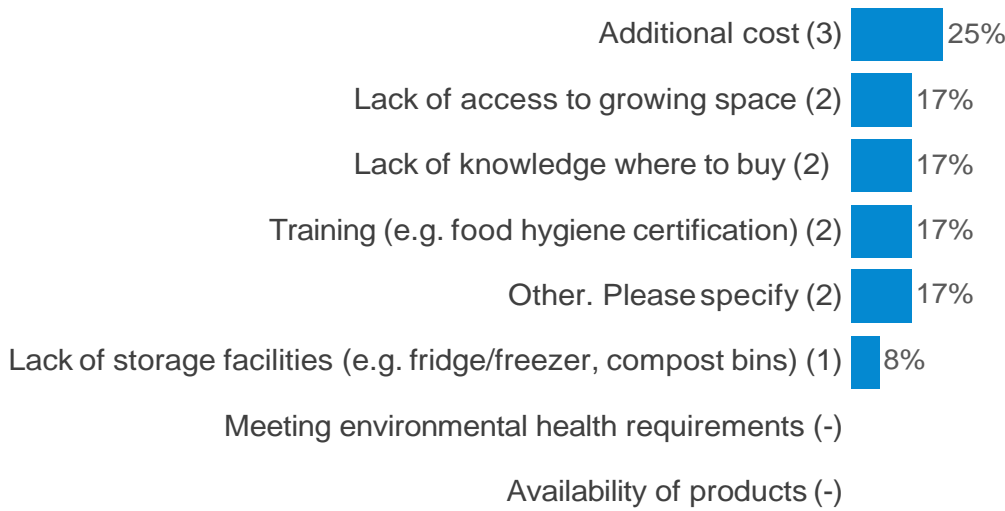 Additional cost (3) 25%
Lack of access to growing space (2) 17%
Lack of knowledge where to buy (2) 17%
Training (e.g. food hygiene certification) (2) 17%
Other. Please specify (2) 17%
Lack of storage facilities (e.g. fridge/freezer, compost bins) (1) 8%
Meeting environmental health requirements (-)
Availability of products (-)